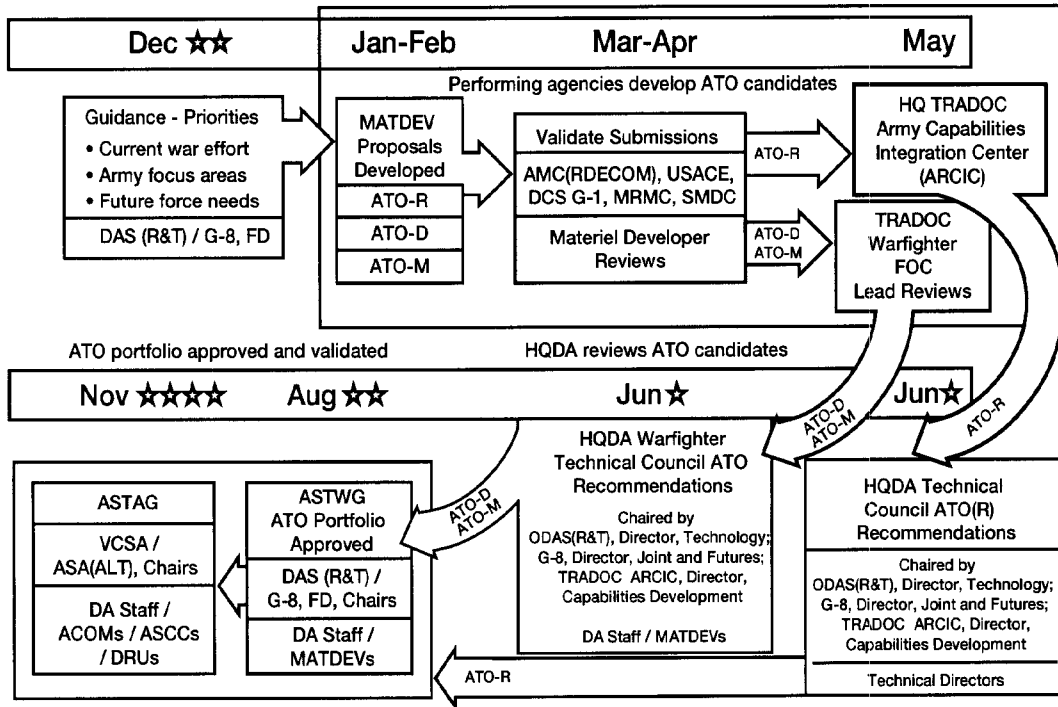 Dec ☆☆
Jan-Feb
Mar-Apr
May
Performing agencies develop ATO candidates
Guidance - Priorities
• Current war effort
• Army focus areas
• Future force needs
DAS (R&T) / G-8, FD
MATDEV
Proposals
Developed
ATO-R
ATO-D
ATO-M
Validate Submissions
AMC(RDECOM), USACE,
DCS G-1, MRMC, SMDC
Materiel Developer
Reviews
ATO-R
ATO-D
ATO-M
HQ TRADOC
Army Capabilities
Integration Center
(ARCIC)
TRADOC
Warfighter
FOC
Lead Reviews
ATO portfolio approved and validated
HQDA reviews ATO candidates
Nov ☆☆☆☆
Aug ☆☆
Jun ☆
Jun ☆
ATO-D
ATO-M
ATO-R
ASTAG
VCSA /
ASA(ALT), Chairs
DA Staff /
ACOMs / ASCCs
/ DRUs
ASTWG
ATO Portfolio
Approved
DAS (R&T) /
G-8, FD, Chairs
DA Staff /
MATDEVs
ATO-D
ATO-M
HQDA Warfighter
Technical Council ATO
Recommendations
Chaired by
ODAS(R&T), Director, Technology;
G-8, Director, Joint and Futures;
TRADOC ARCIC, Director,
Capabilities Development
DA Staff / MATDEVs
HQDA Technical
Council ATO(R)
Recommendations
Chaired by
ODAS(R&T), Director, Technology;
G-8, Director, Joint and Futures;
TRADOC ARCIC, Director,
Capabilities Development
Technical Directors
ATO-R